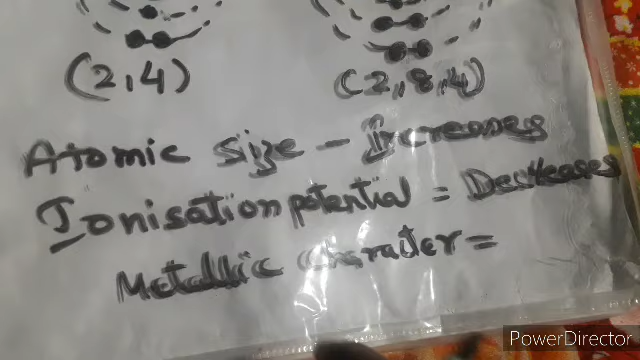 (2,4) (2,8,4)
Atomic size - increases
Ionisation potential = Decreases
Metallic character =
PowerDirector